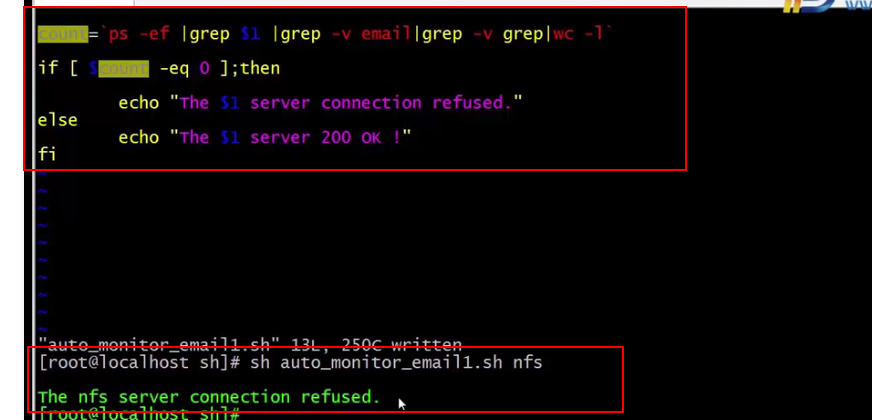 count=`ps -ef |grep $1 |grep -v email|grep -v grep|wc -l`
if [ $count -eq 0 ];then
echo "The $1 server connection refused."
else
echo "The $1 server 200 OK !"
fi
~
~
~
~
~
~
~
~
~
~
"auto_monitor_email1.sh" 13L, 250C written
[root@localhost sh]# sh auto_monitor_email1.sh nfs
The nfs server connection refused.
[root@localhost sh]#